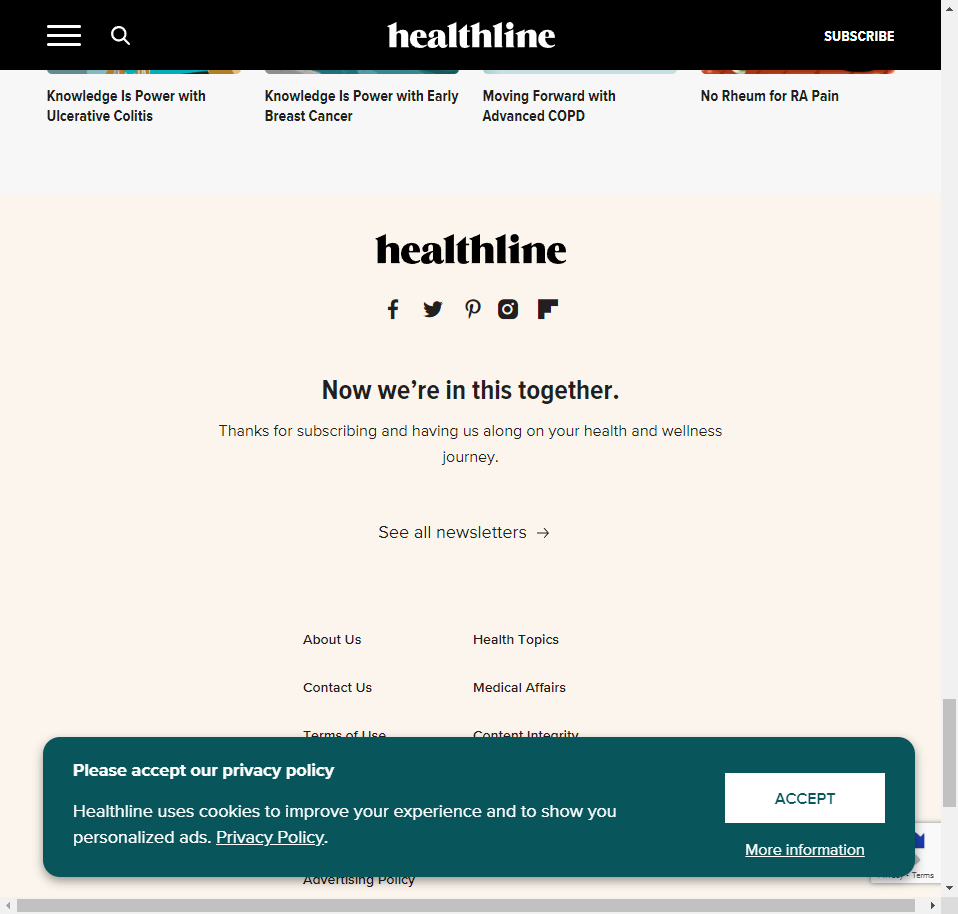 healthline
SUBSCRIBE
Knowledge Is Power with
Ulcerative Colitis
Knowledge Is Power with Early
Breast Cancer
Moving Forward with
Advanced COPD
No Rheum for RA Pain
healthline
Now we’re in this together.
Thanks for subscribing and having us along on your health and wellness
journey.
See all newsletters →
About Us
Health Topics
Contact Us
Medical Affairs
Terms of Use
Content Integrity
Please accept our privacy policy
Healthline uses cookies to improve your experience and to show you
personalized ads. Privacy Policy.
ACCEPT
More information
Advertising Policy
Terms